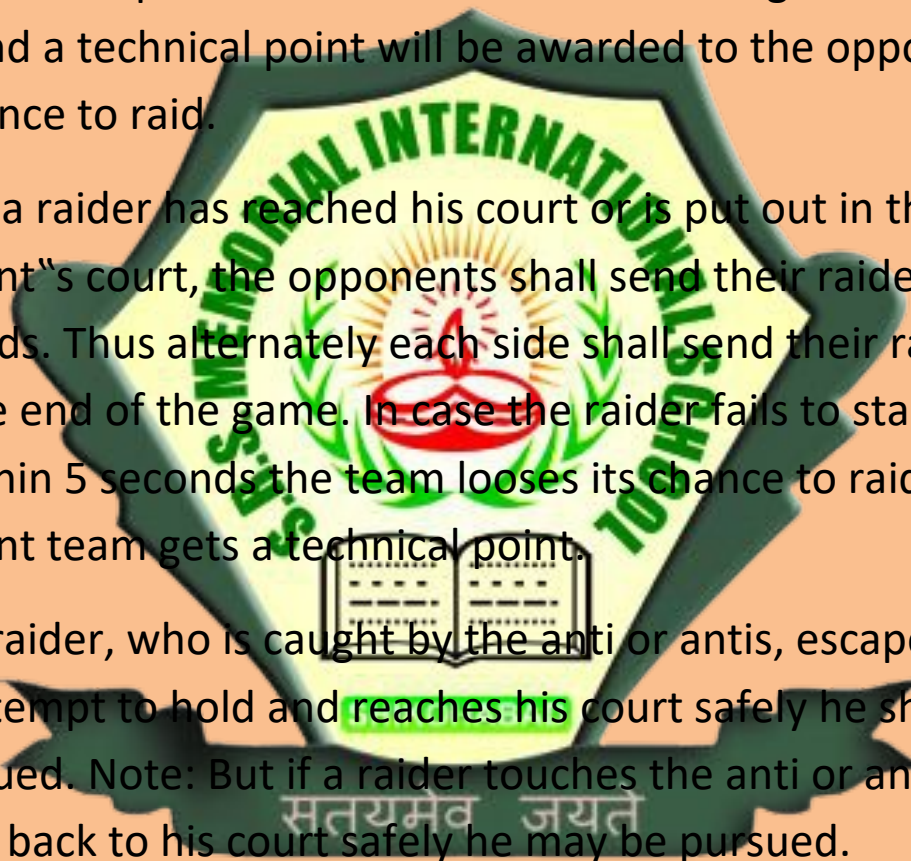 nd a technical point will be awarded to the oppo
nce to raid.
a raider has reached his court or is put out in th
nt‟s court, the opponents shall send their raide
ds. Thus alternately each side shall send their ra
e end of the game. In case the raider fails to sta
hin 5 seconds the team looses its chance to raid
nt team gets a technical point.
raider, who is caught by the anti or antis, escape
tempt to hold and reaches his court safely he sh
ued. Note: But if a raider touches the anti or an
back to his court safely he may be pursued.
S.R.S MEMORIAL INTERNATIONAL SCHOOL
सतयमेव जयते